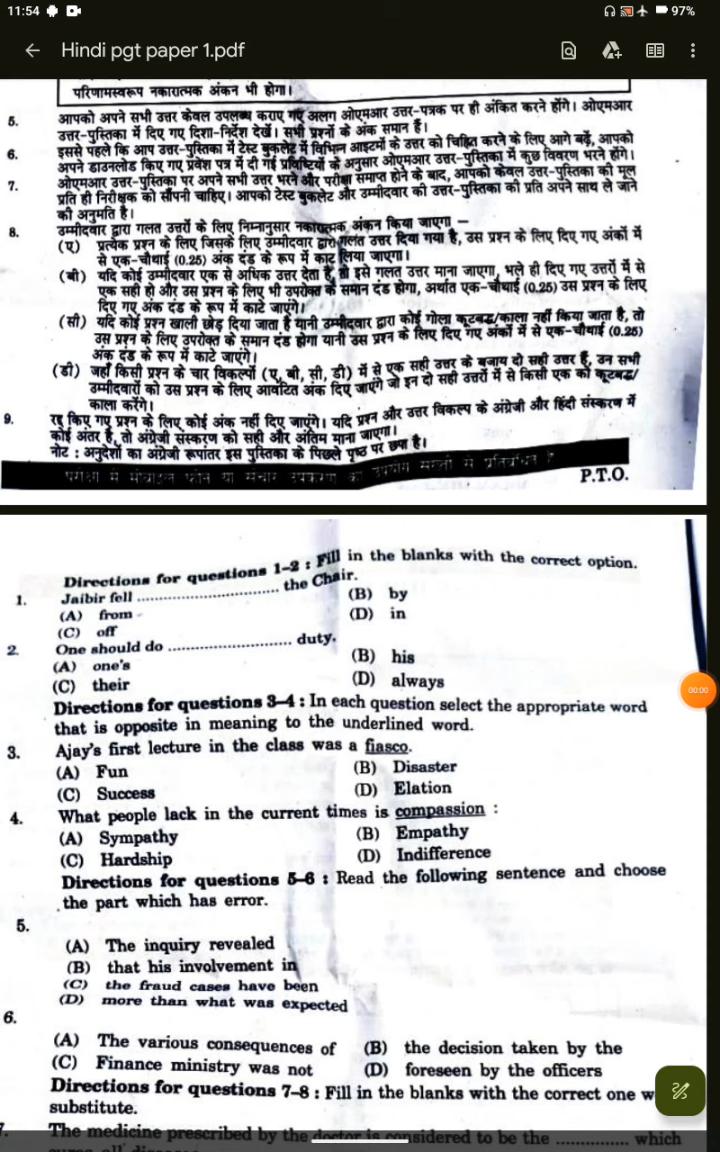 11:54
97%
Hindi pgt paper 1.pdf
परिणामस्वरूप नकारात्मक अंकन भी होगा।
5. आपको अपने सभी उत्तर केवल उपलब्ध कराए गए अलग ओएमआर उत्तर-पत्रक पर ही अंकित करने होंगे। ओएमआर
उत्तर-पुस्तिका में दिए गए दिशा-निर्देश देखें। सभी प्रश्नों के अंक समान हैं।
6. इससे पहले कि आप उत्तर-पुस्तिका में टेस्ट बुकलेट में विभिन्न आइटमों के उत्तर को चिह्नित करने के लिए आगे बढ़ें, आपको
अपने डाउनलोड किए गए प्रवेश पत्र में दी गई प्रविष्टियों के अनुसार ओएमआर उत्तर-पुस्तिका में कुछ विवरण भरने होंगे।
7. ओएमआर उत्तर-पुस्तिका पर अपने सभी उत्तर भरने और परीक्षा समाप्त होने के बाद, आपको केवल उत्तर-पुस्तिका की मूल
प्रति ही निरीक्षक को सौंपनी चाहिए। आपको टेस्ट बुकलेट और उम्मीदवार की उत्तर-पुस्तिका की प्रति अपने साथ ले जाने
की अनुमति है।
8. उम्मीदवार द्वारा गलत उत्तरों के लिए निम्नानुसार नकारात्मक अंकन किया जाएगा –
(ए) प्रत्येक प्रश्न के लिए जिसके लिए उम्मीदवार द्वारा गलत उत्तर दिया गया है, उस प्रश्न के लिए दिए गए अंकों में
से एक-चौथाई (0.25) अंक दंड के रूप में काट लिया जाएगा।
(बी) यदि कोई उम्मीदवार एक से अधिक उत्तर देता है, तो इसे गलत उत्तर माना जाएगा, भले ही दिए गए उत्तरों में से
एक सही हो और उस प्रश्न के लिए भी उपरोक्त के समान दंड होगा, अर्थात एक-चौथाई (0.25) उस प्रश्न के लिए
दिए गए अंक दंड के रूप में काटे जाएंगे।
(सी) यदि कोई प्रश्न खाली छोड़ दिया जाता है यानी उम्मीदवार द्वारा कोई गोला कूटबद्ध/काला नहीं किया जाता है, तो
उस प्रश्न के लिए उपरोक्त के समान दंड होगा यानी उस प्रश्न के लिए दिए गए अंकों में से एक-चौथाई (0.25)
अंक दंड के रूप में काटे जाएंगे।
(डी) जहाँ किसी प्रश्न के चार विकल्पों (ए, बी, सी, डी) में से एक सही उत्तर के बजाय दो सही उत्तर हैं, उन सभी
उम्मीदवारों को उस प्रश्न के लिए आवंटित अंक दिए जाएंगे जो इन दो सही उत्तरों में से किसी एक को कूटबद्ध/
काला करेंगे।
9. रद्द किए गए प्रश्न के लिए कोई अंक नहीं दिए जाएंगे। यदि प्रश्न और उत्तर विकल्प के अंग्रेजी और हिंदी संस्करण में
कोई अंतर है, तो अंग्रेजी संस्करण को सही और अंतिम माना जाएगा।
नोट : अनुदेशों का अंग्रेजी रूपांतर इस पुस्तिका के पिछले पृष्ठ पर छपा है।
परीक्षा में मोबाइल फोन या संचार उपकरण का उपयोग सख्ती से प्रतिबंधित है
P.T.O.
Directions for questions 1–2 : Fill in the blanks with the correct option.
1. Jaibir fell .............................. the Chair.
(A) from (B) by
(C) off (D) in
2. One should do .......................... duty.
(A) one's (B) his
(C) their (D) always
Directions for questions 3–4 : In each question select the appropriate word
that is opposite in meaning to the underlined word.
3. Ajay's first lecture in the class was a fiasco.
(A) Fun (B) Disaster
(C) Success (D) Elation
4. What people lack in the current times is compassion :
(A) Sympathy (B) Empathy
(C) Hardship (D) Indifference
Directions for questions 5–6 : Read the following sentence and choose
the part which has error.
5.
(A) The inquiry revealed
(B) that his involvement in
(C) the fraud cases have been
(D) more than what was expected
6.
(A) The various consequences of (B) the decision taken by the
(C) Finance ministry was not (D) foreseen by the officers
Directions for questions 7–8 : Fill in the blanks with the correct one w
substitute.
The medicine prescribed by the doctor is considered to be the .............. which
00:00